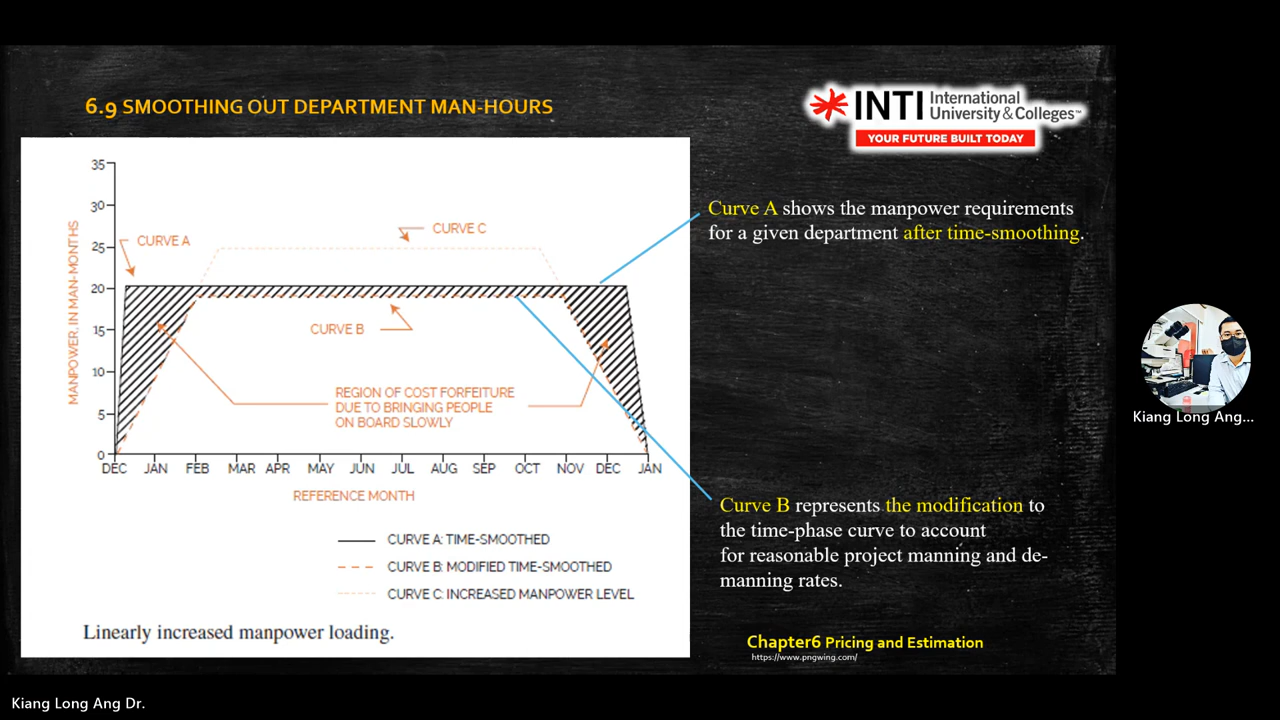 6.9 SMOOTHING OUT DEPARTMENT MAN-HOURS
INTI International
University & Colleges™
YOUR FUTURE BUILT TODAY
35
30
25
20
15
10
5
0
MANPOWER, IN MAN-MONTHS
CURVE A
CURVE C
CURVE B
REGION OF COST FORFEITURE
DUE TO BRINGING PEOPLE
ON BOARD SLOWLY
DEC JAN FEB MAR APR MAY JUN JUL AUG SEP OCT NOV DEC JAN
REFERENCE MONTH
CURVE A: TIME-SMOOTHED
CURVE B: MODIFIED TIME-SMOOTHED
CURVE C: INCREASED MANPOWER LEVEL
Linearly increased manpower loading.
Curve A shows the manpower requirements
for a given department after time-smoothing.
Curve B represents the modification to
the time-phase curve to account
for reasonable project manning and de-
manning rates.
Chapter6 Pricing and Estimation
https://www.pngwing.com/
Kiang Long Ang...
Kiang Long Ang Dr.